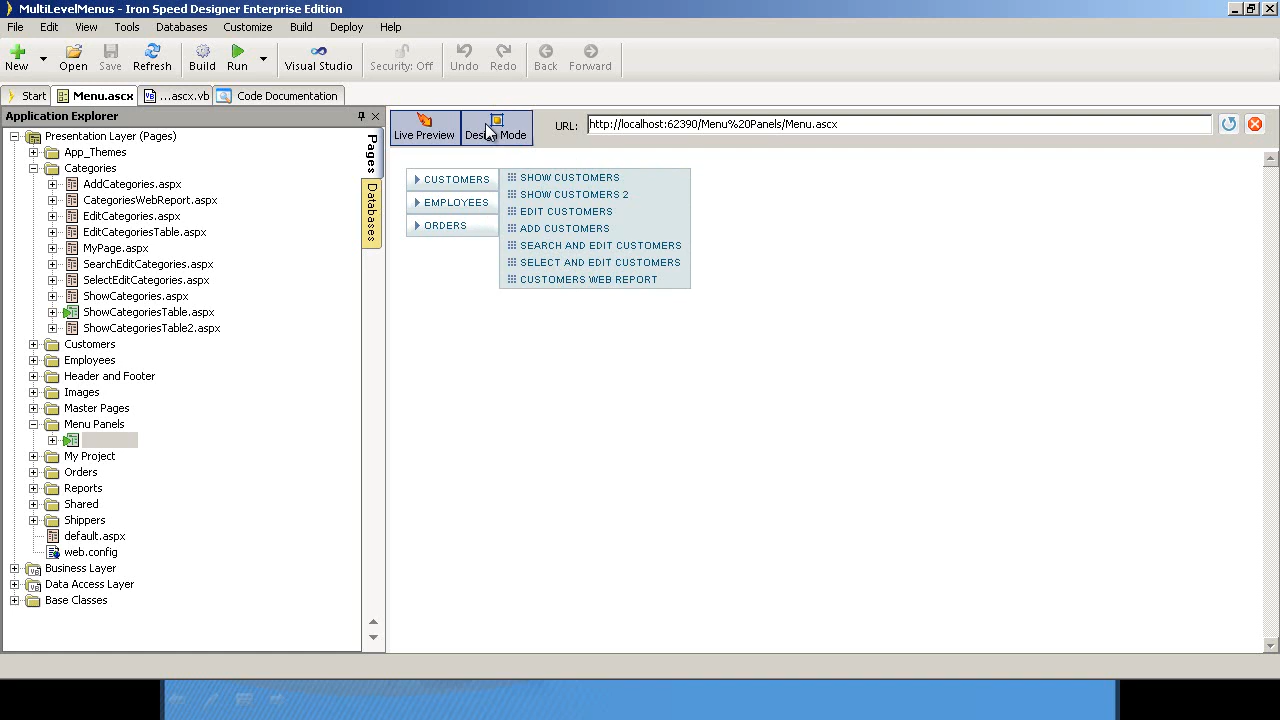 MultiLevelMenus - Iron Speed Designer Enterprise Edition
File Edit View Tools Databases Customize Build Deploy Help
New Open Save Refresh Build Run Visual Studio Security: Off Undo Redo Back Forward
Start Menu.ascx ...ascx.vb Code Documentation
Application Explorer
Presentation Layer (Pages)
App_Themes
Categories
AddCategories.aspx
CategoriesWebReport.aspx
EditCategories.aspx
EditCategoriesTable.aspx
MyPage.aspx
SearchEditCategories.aspx
SelectEditCategories.aspx
ShowCategories.aspx
ShowCategoriesTable.aspx
ShowCategoriesTable2.aspx
Customers
Employees
Header and Footer
Images
Master Pages
Menu Panels
My Project
Orders
Reports
Shared
Shippers
default.aspx
web.config
Business Layer
Data Access Layer
Base Classes
Pages
Databases
Live Preview
Mode
URL: http://localhost:62390/Menu%20Panels/Menu.ascx
CUSTOMERS
EMPLOYEES
ORDERS
SHOW CUSTOMERS
SHOW CUSTOMERS 2
EDIT CUSTOMERS
ADD CUSTOMERS
SEARCH AND EDIT CUSTOMERS
SELECT AND EDIT CUSTOMERS
CUSTOMERS WEB REPORT